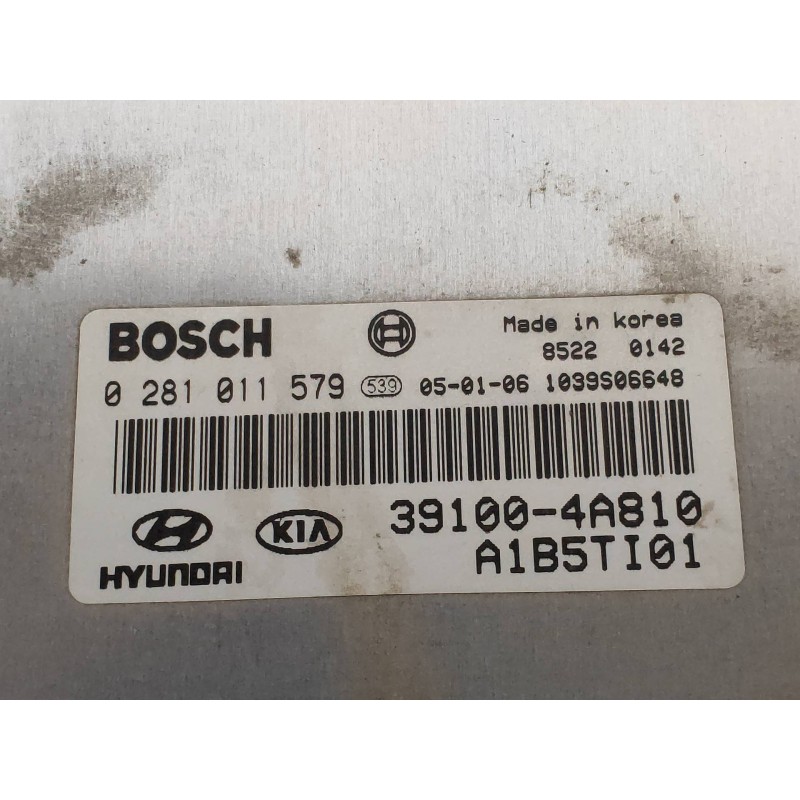 BOSCH Made in korea
8522 0142
0 281 011 579 539 05-01-06 1039S06648
KIA 39100-4A810
HYUNDAI A1B5TI01